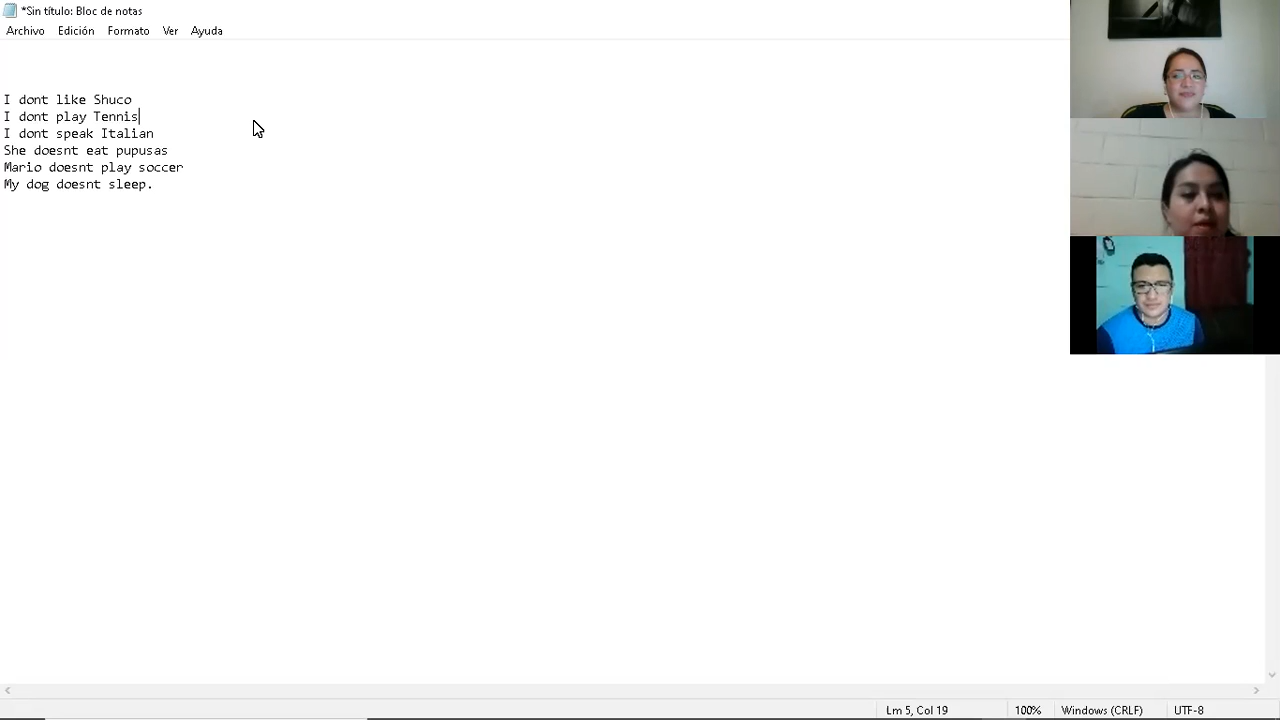 *Sin título: Bloc de notas
Archivo Edición Formato Ver Ayuda
I dont like Shuco
I dont play Tennis
I dont speak Italian
She doesnt eat pupusas
Mario doesnt play soccer
My dog doesnt sleep.
Lm 5, Col 19 100% Windows (CRLF) UTF-8